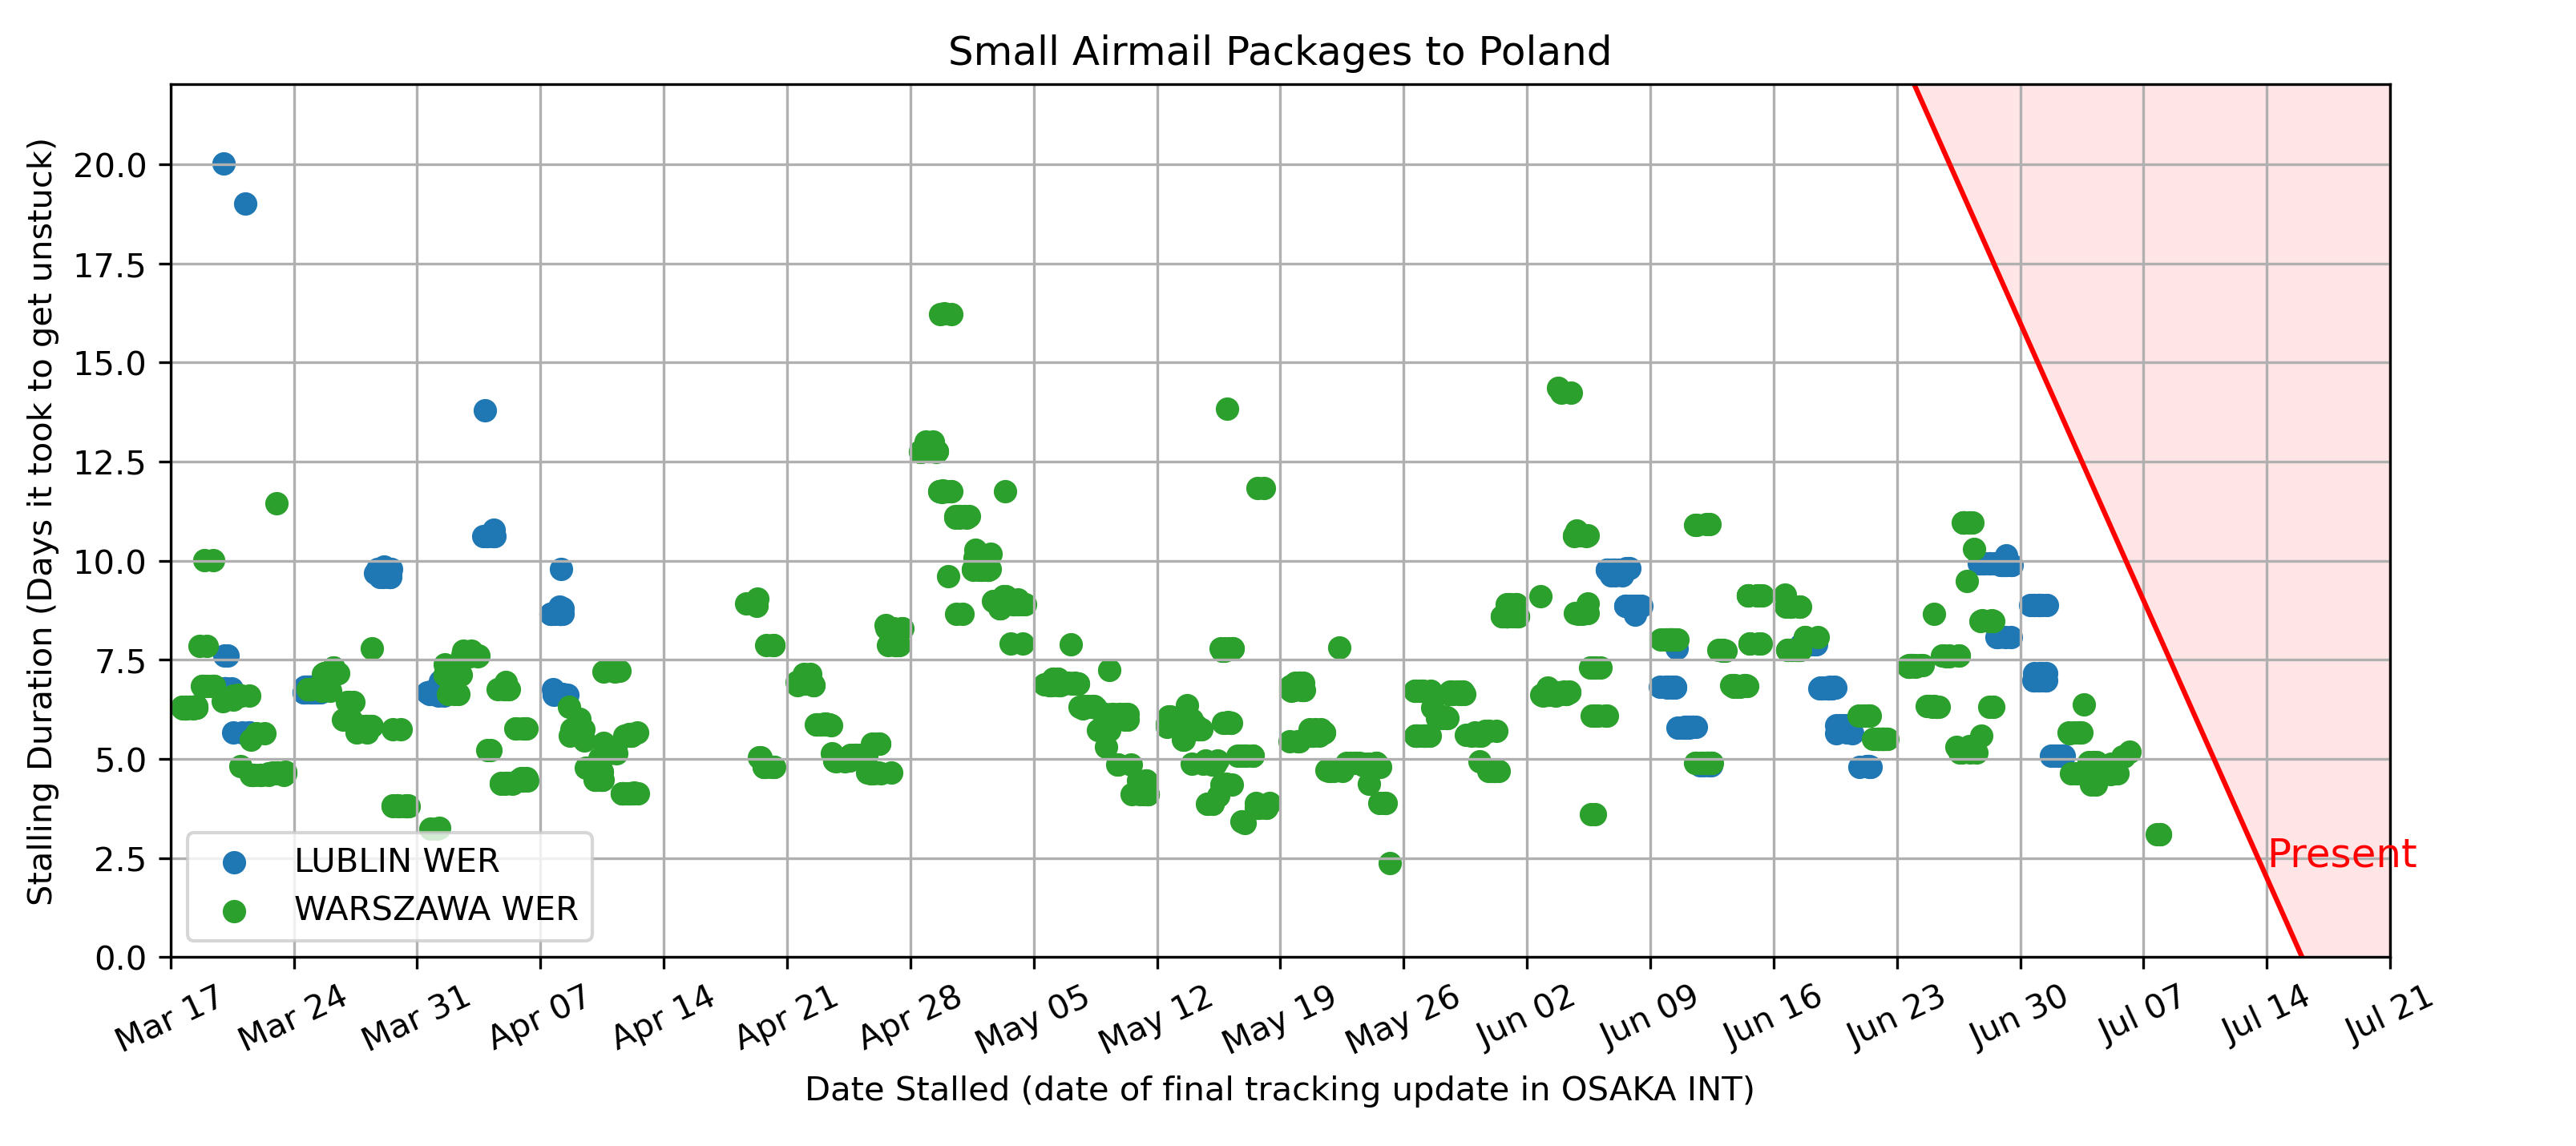 Small Airmail Packages to Poland
Stalling Duration (Days it took to get unstuck)
20.0
17.5
15.0
12.5
10.0
7.5
5.0
2.5
0.0
Present
LUBLIN WER
WARSZAWA WER
Mar 17 Mar 24 Mar 31 Apr 07 Apr 14 Apr 21 Apr 28 May 05 May 12 May 19 May 26 Jun 02 Jun 09 Jun 16 Jun 23 Jun 30 Jul 07 Jul 14 Jul 21
Date Stalled (date of final tracking update in OSAKA INT)